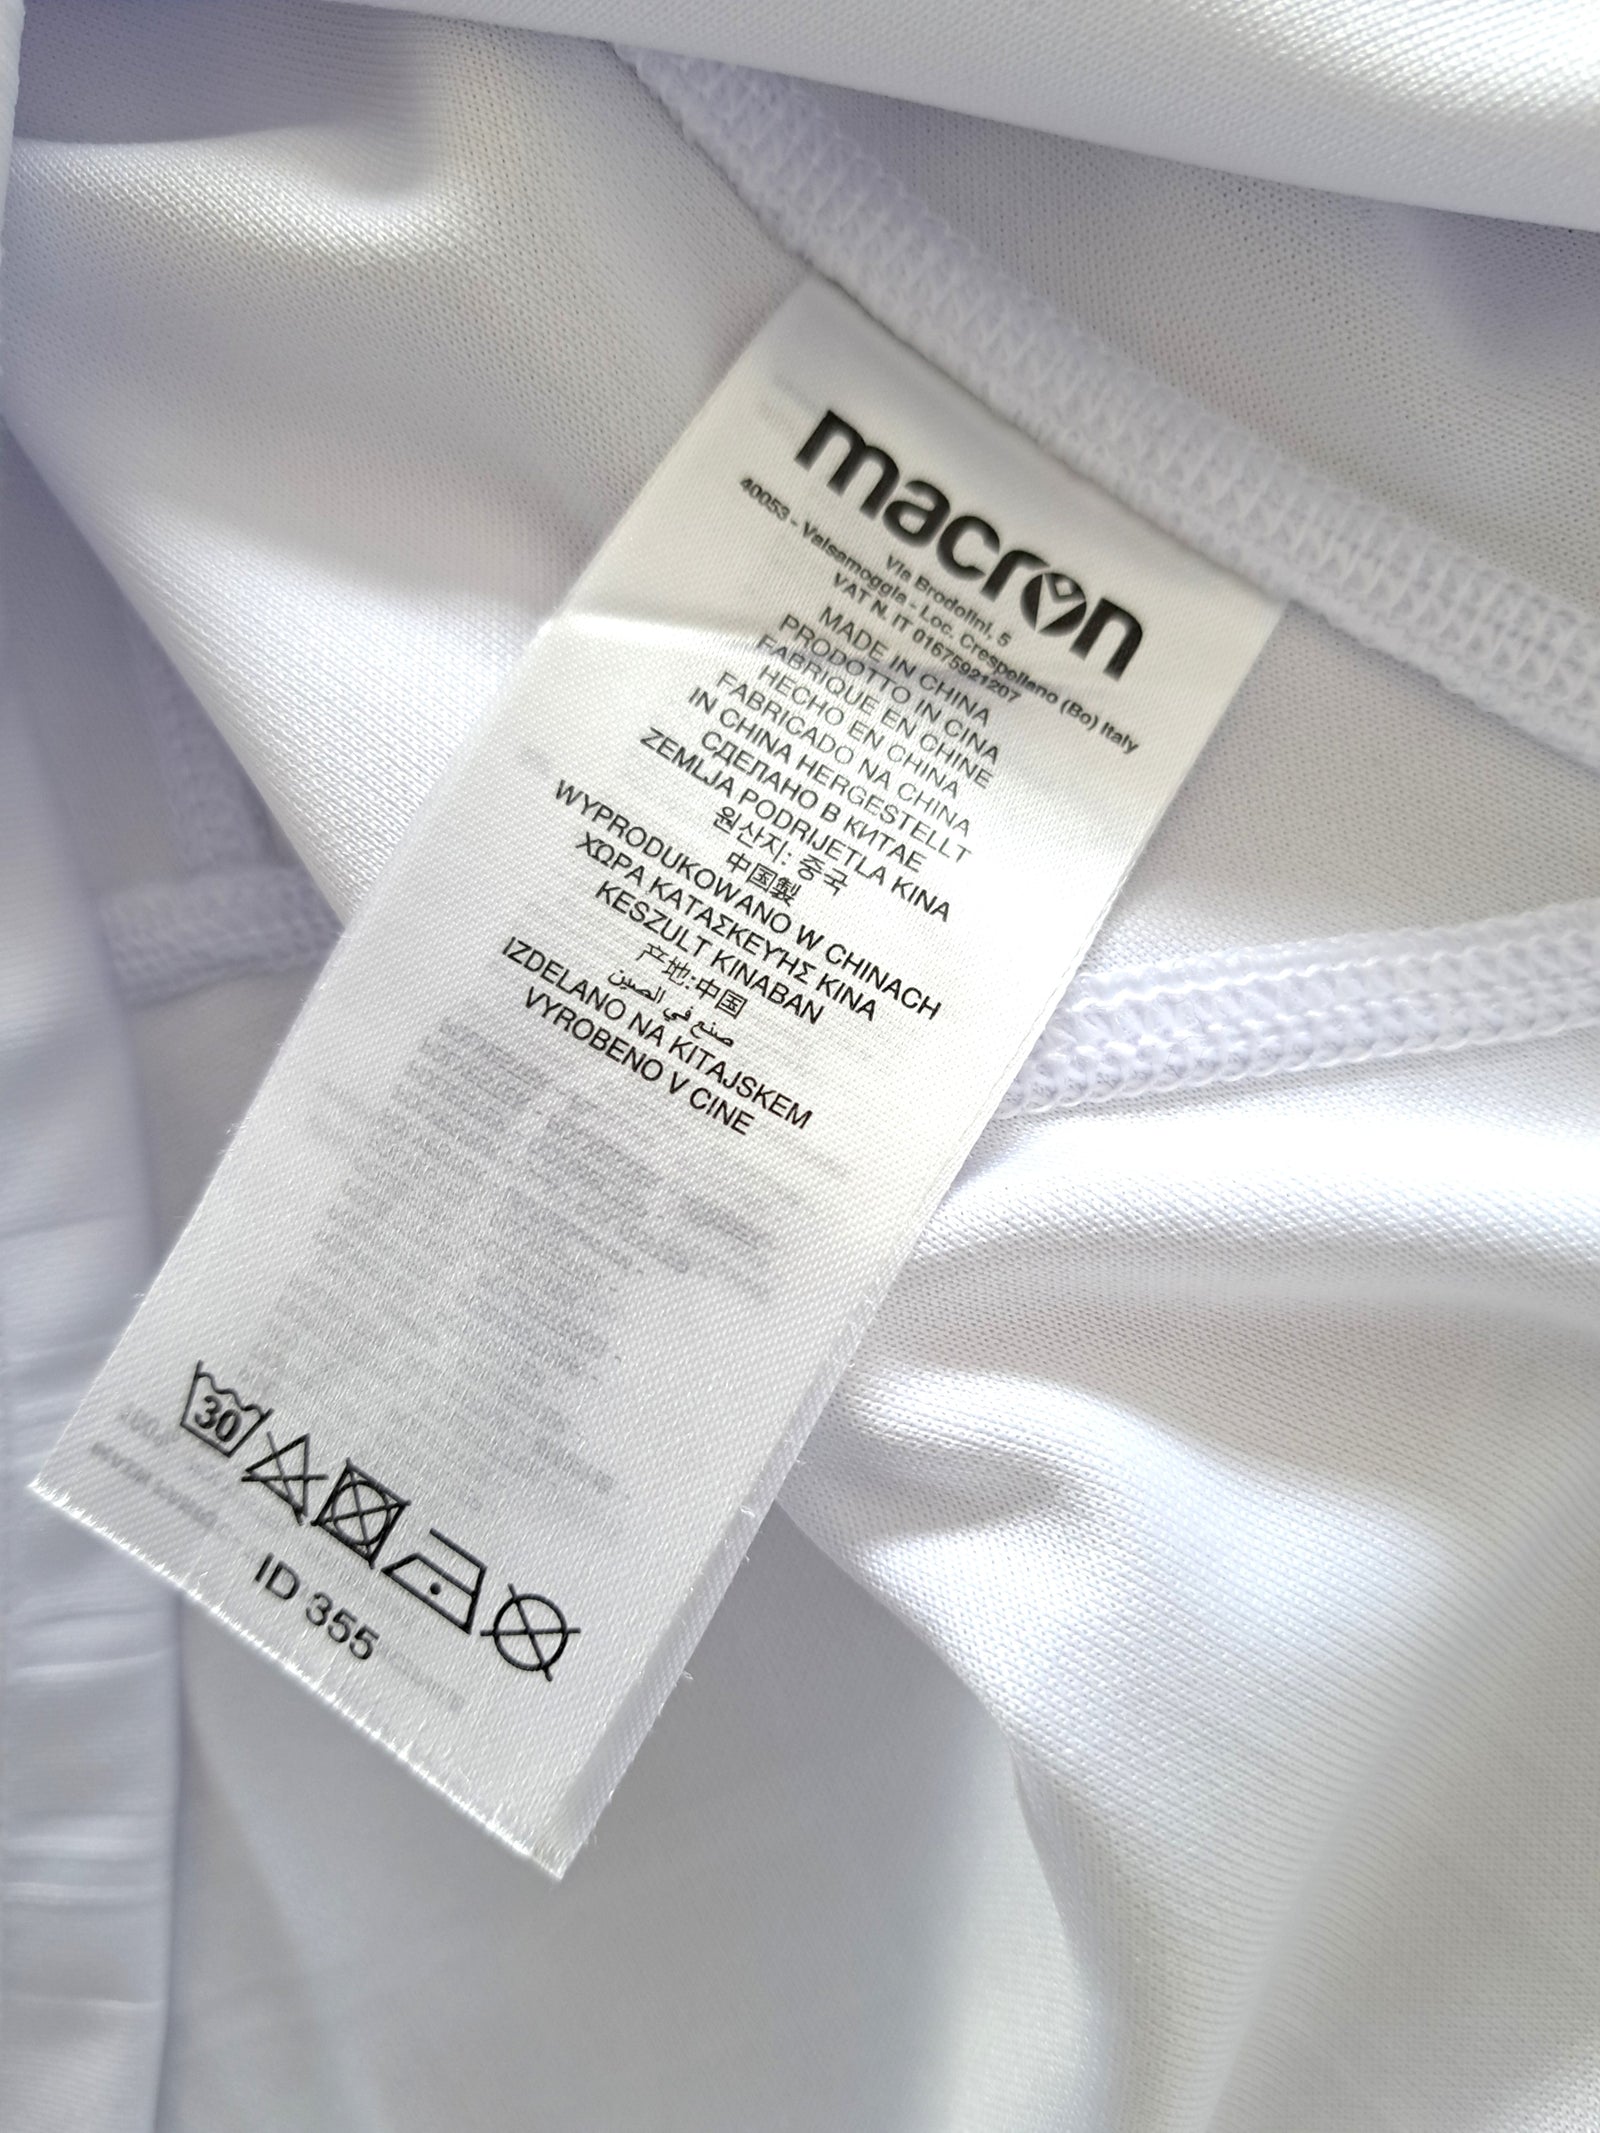 macron
Via Brodolini, 5
40053 - Valsamoggia - Loc. Crespellano (Bo) Italy
VAT N. IT 01675921207
MADE IN CHINA
PRODOTTO IN CINA
FABRIQUE EN CHINE
HECHO EN CHINA
FABRICADO NA CHINA
IN CHINA HERGESTELLT
СДЕЛАНО В КИТАЕ
ZEMLJA PODRIJETLA KINA
원산지: 중국
中国製
WYPRODUKOWANO W CHINACH
ΧΩΡΑ ΚΑΤΑΣΚΕΥΉΣ ΚΙΝΑ
KESZULT KINABAN
产地:中国
صنع في الصين
IZDELANO NA KITAJSKEM
VYROBENO V CINE
30
ID 355